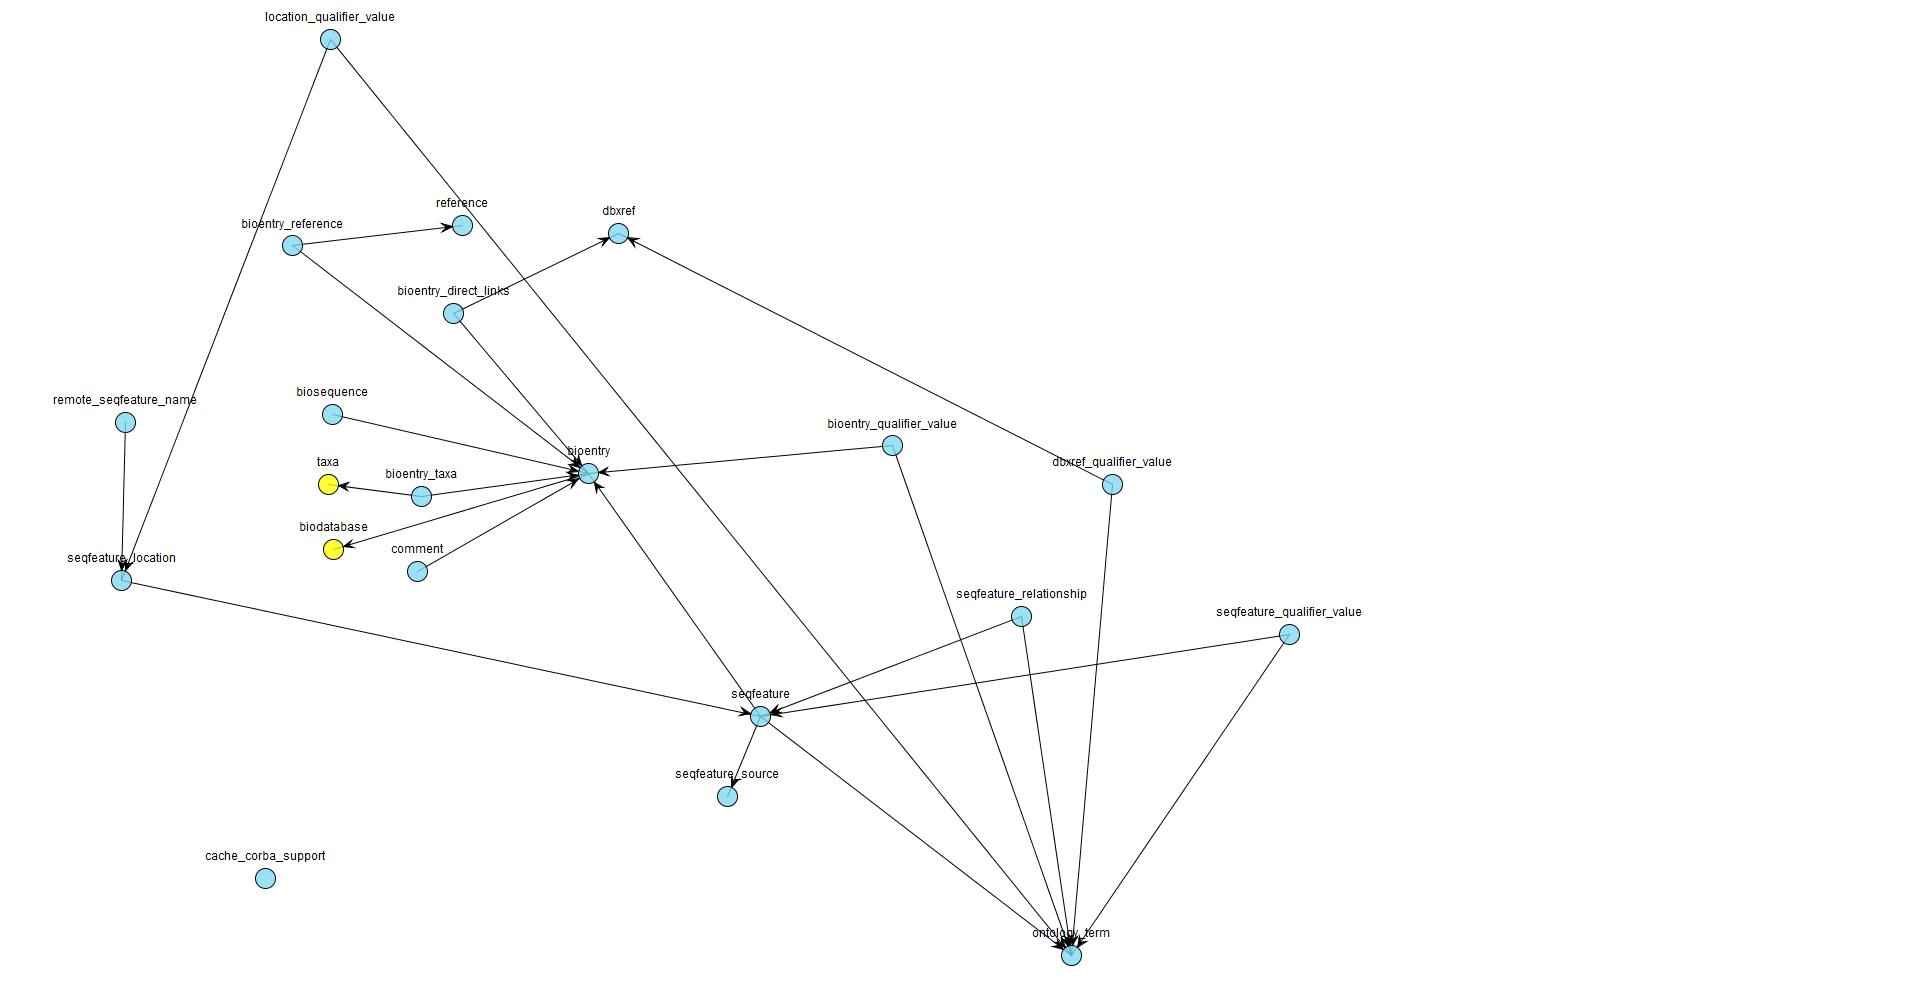 location_qualifier_value
reference
dbxref
bioentry_reference
bioentry_direct_links
biosequence
remote_seqfeature_name
bioentry_qualifier_value
bioentry
taxa
dbxref_qualifier_value
bioentry_taxa
biodatabase
comment
seqfeature_location
seqfeature_relationship
seqfeature_qualifier_value
seqfeature
seqfeature_source
cache_corba_support
ontology_term